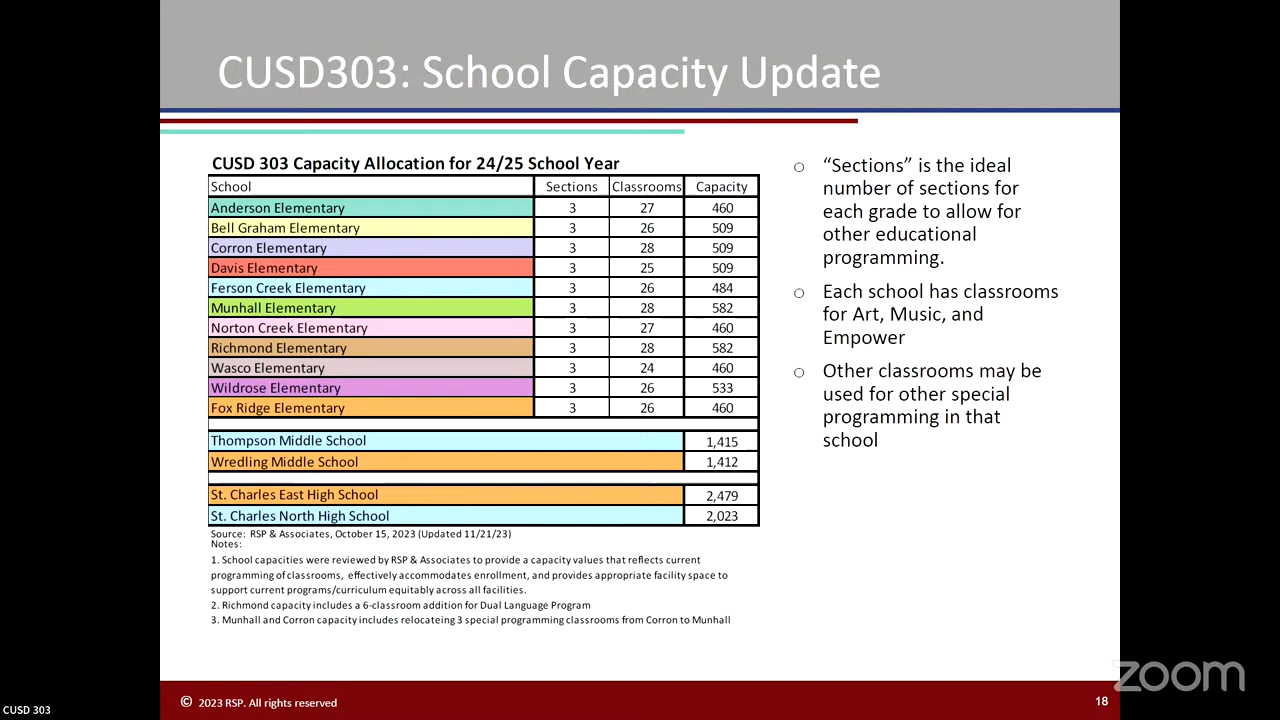 CUSD303: School Capacity Update
CUSD 303 Capacity Allocation for 24/25 School Year
School Sections Classrooms Capacity
Anderson Elementary 3 27 460
Bell Graham Elementary 3 26 509
Corron Elementary 3 28 509
Davis Elementary 3 25 509
Ferson Creek Elementary 3 26 484
Munhall Elementary 3 28 582
Norton Creek Elementary 3 27 460
Richmond Elementary 3 28 582
Wasco Elementary 3 24 460
Wildrose Elementary 3 26 533
Fox Ridge Elementary 3 26 460
Thompson Middle School 1,415
Wredling Middle School 1,412
St. Charles East High School 2,479
St. Charles North High School 2,023
Source: RSP & Associates, October 15, 2023 (Updated 11/21/23)
Notes:
1. School capacities were reviewed by RSP & Associates to provide a capacity values that reflects current
programming of classrooms, effectively accommodates enrollment, and provides appropriate facility space to
support current programs/curriculum equitably across all facilities.
2. Richmond capacity includes a 6-classroom addition for Dual Language Program
3. Munhall and Corron capacity includes relocateing 3 special programming classrooms from Corron to Munhall
○ “Sections” is the ideal
number of sections for
each grade to allow for
other educational
programming.
○ Each school has classrooms
for Art, Music, and
Empower
○ Other classrooms may be
used for other special
programming in that
school
© 2023 RSP. All rights reserved
18
zoom
CUSD 303